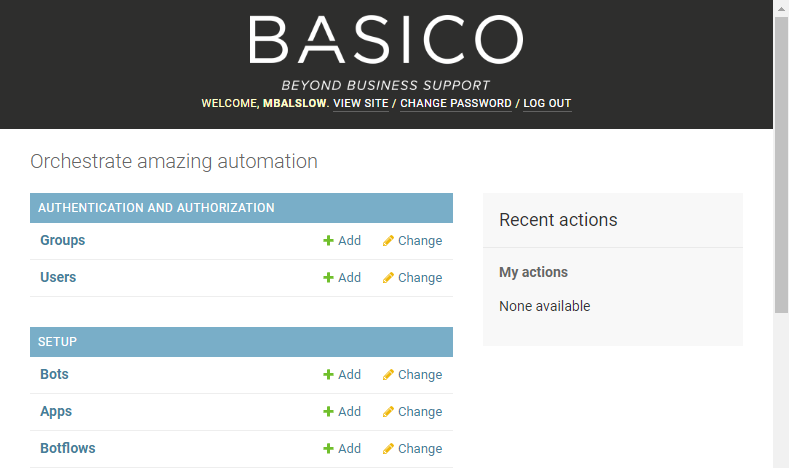 BASICO
BEYOND BUSINESS SUPPORT
WELCOME, MBALSLOW. VIEW SITE / CHANGE PASSWORD / LOG OUT
Orchestrate amazing automation
AUTHENTICATION AND AUTHORIZATION
Groups Add Change
Users Add Change
SETUP
Bots Add Change
Apps Add Change
Botflows Add Change
Recent actions
My actions
None available